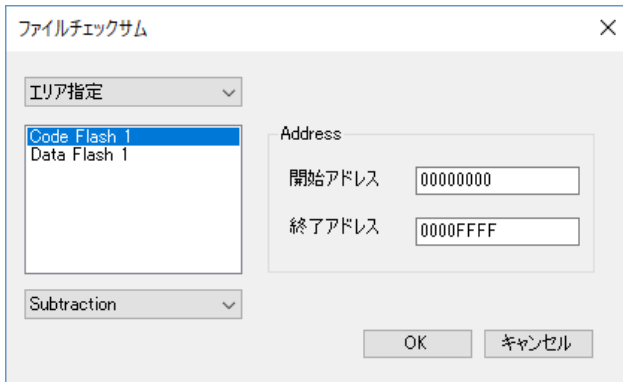 ファイルチェックサム
エリア指定
Code Flash 1
Data Flash 1
Address
開始アドレス 00000000
終了アドレス 0000FFFF
Subtraction
OK キャンセル